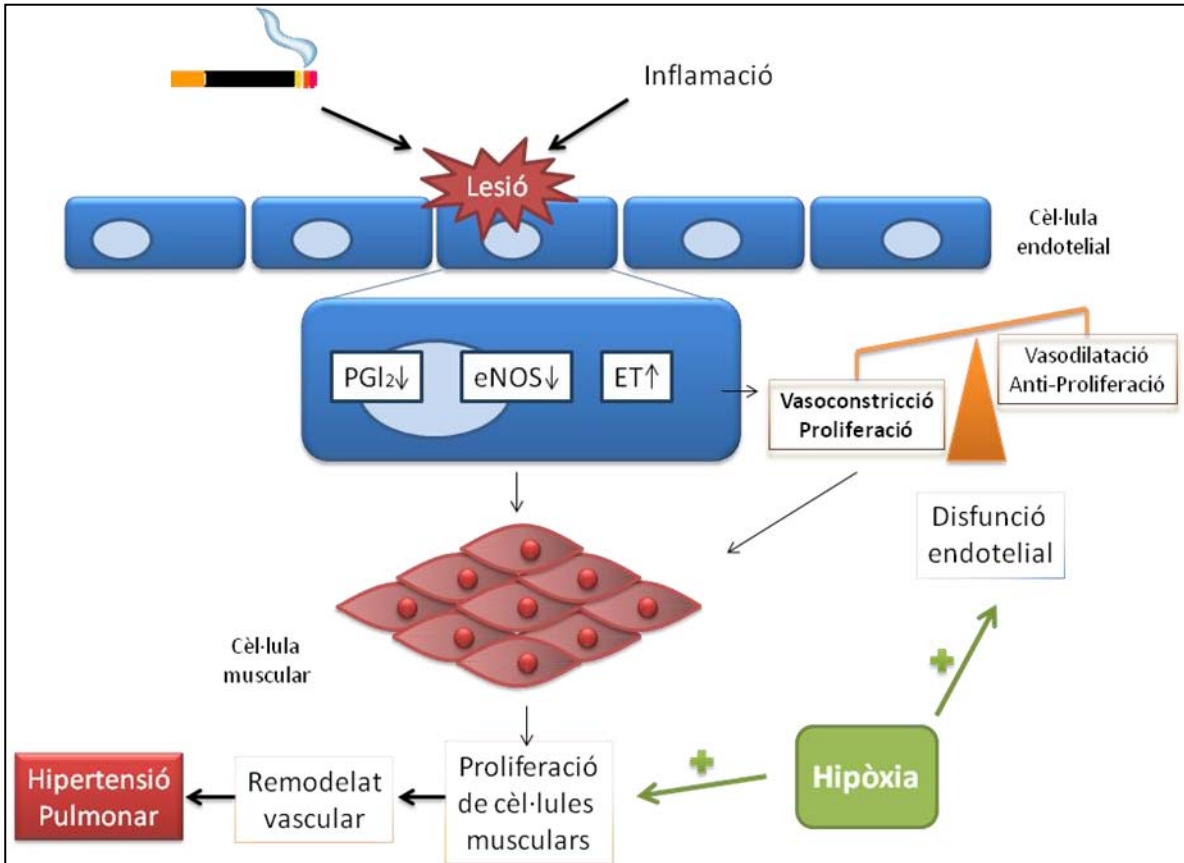 Inflamació
Lesió
Cèl·lula
endotelial
PGI₂↓
eNOS↓
ET↑
Vasodilatació
Anti-Proliferació
Vasoconstricció
Proliferació
Disfunció
endotelial
Cèl·lula
muscular
Hipòxia
Proliferació
de cèl·lules
musculars
Remodelat
vascular
Hipertensió
Pulmonar